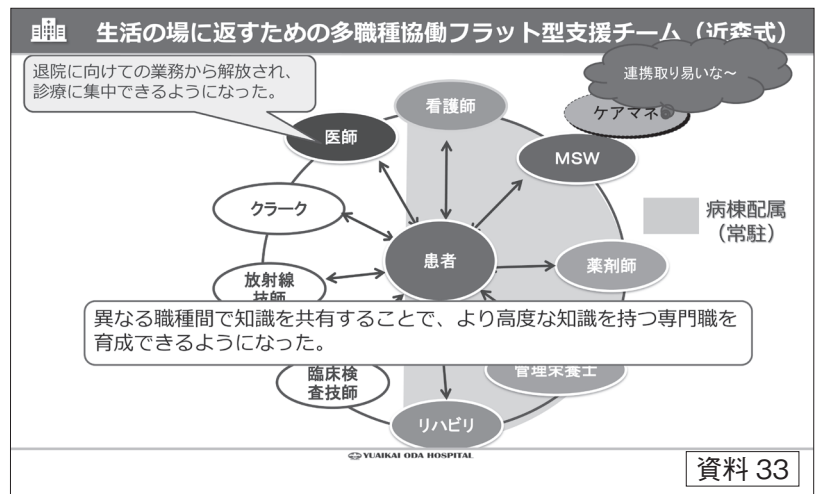 生活の場に返すための多職種協働フラット型支援チーム（近森式）
退院に向けての業務から解放され、
診療に集中できるようになった。
連携取り易いな～
ケアマネ
看護師
医師
MSW
クラーク
患者
病棟配属
（常駐）
薬剤師
放射線
技師
異なる職種間で知識を共有することで、より高度な知識を持つ専門職を
育成できるようになった。
管理栄養士
臨床検
査技師
リハビリ
YUAIKAI ODA HOSPITAL
資料 33